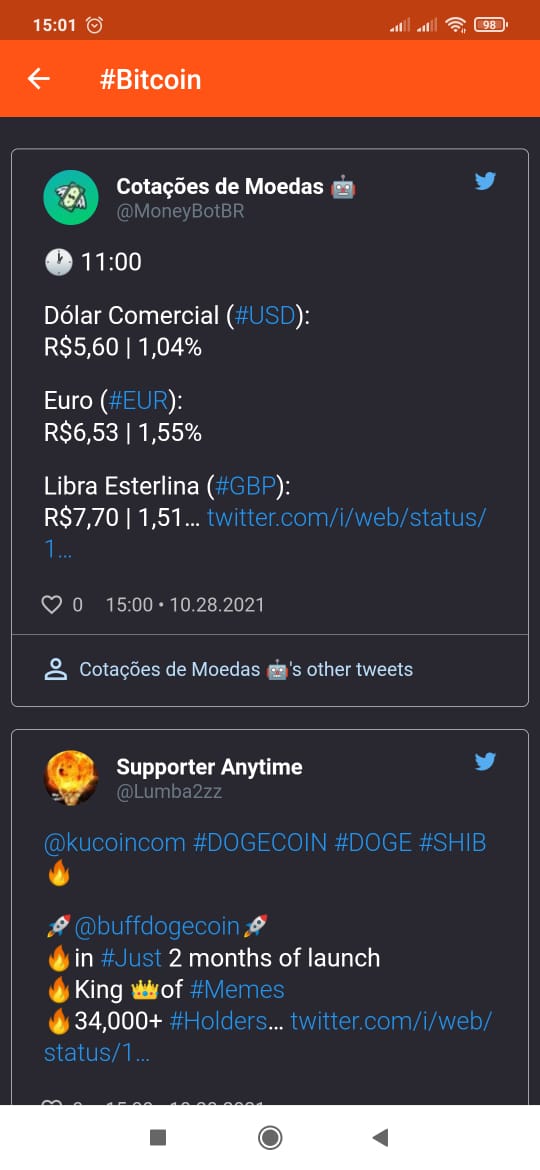 15:01
98
#Bitcoin
Cotações de Moedas 🤖
@MoneyBotBR
🕐 11:00
Dólar Comercial (#USD):
R$5,60 | 1,04%
Euro (#EUR):
R$6,53 | 1,55%
Libra Esterlina (#GBP):
R$7,70 | 1,51... twitter.com/i/web/status/
1...
0 15:00 • 10.28.2021
Cotações de Moedas 🤖's other tweets
Supporter Anytime
@Lumba2zz
@kucoincom #DOGECOIN #DOGE #SHIB
🔥
🚀@buffdogecoin🚀
🔥in #Just 2 months of launch
🔥King 👑of #Memes
🔥34,000+ #Holders... twitter.com/i/web/
status/1...